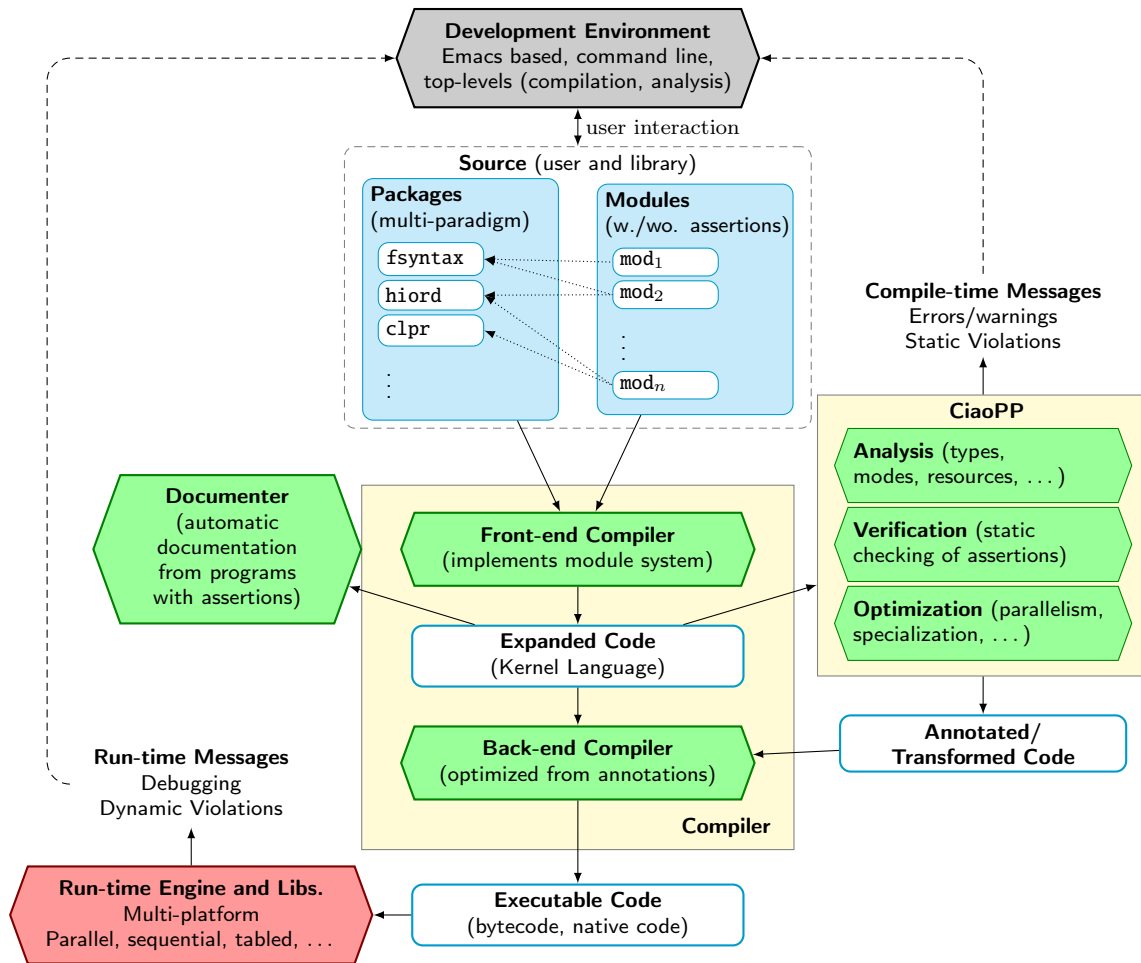 Development Environment
Emacs based, command line,
top-levels (compilation, analysis)
user interaction
Source (user and library)
Packages
(multi-paradigm)
fsyntax
hiord
clpr
⋮
Modules
(w./wo. assertions)
mod₁
mod₂
⋮
modₙ
Compile-time Messages
Errors/warnings
Static Violations
CiaoPP
Analysis (types,
modes, resources, . . . )
Verification (static
checking of assertions)
Optimization (parallelism,
specialization, . . . )
Documenter
(automatic
documentation
from programs
with assertions)
Front-end Compiler
(implements module system)
Expanded Code
(Kernel Language)
Back-end Compiler
(optimized from annotations)
Compiler
Annotated/
Transformed Code
Run-time Messages
Debugging
Dynamic Violations
Run-time Engine and Libs.
Multi-platform
Parallel, sequential, tabled, . . .
Executable Code
(bytecode, native code)